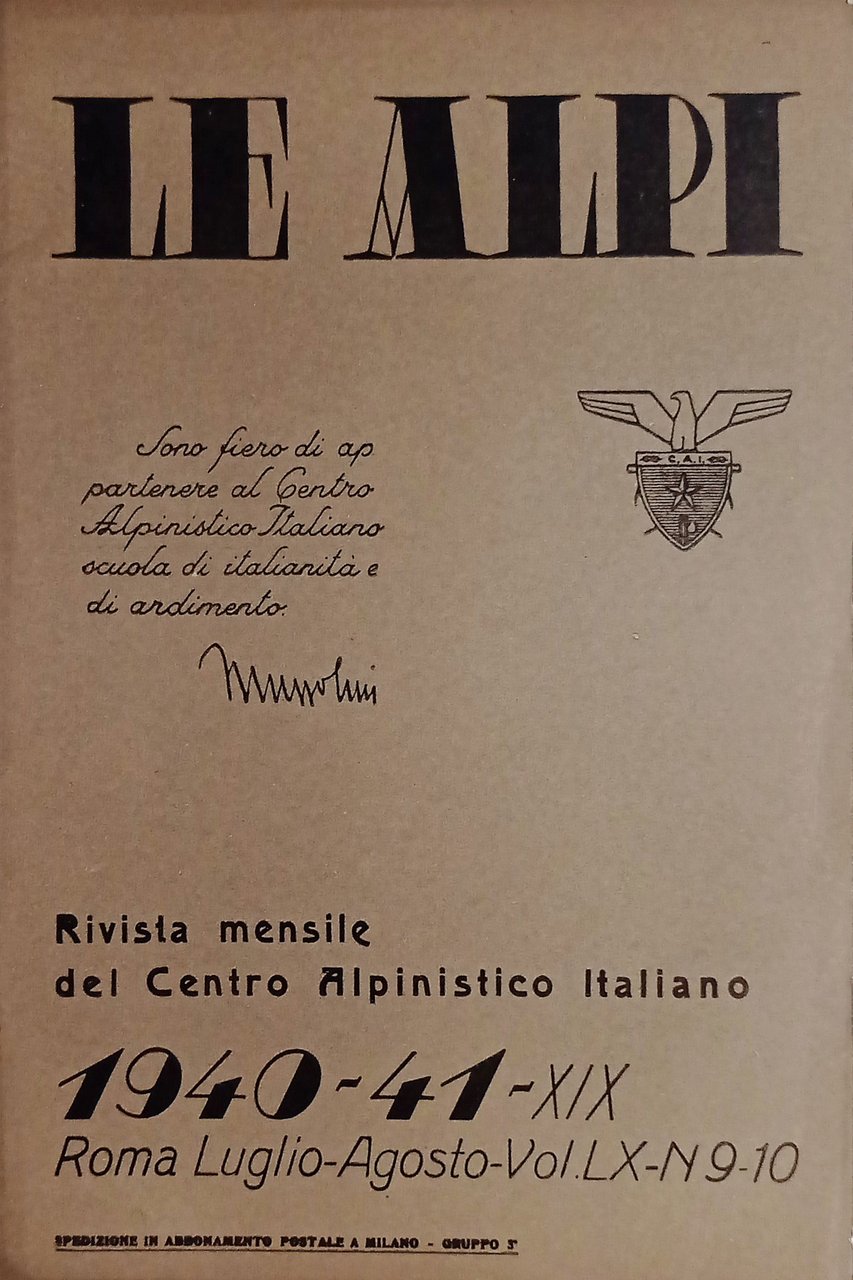 LE ALPI
Sono fiero di ap
partenere al Centro
Alpinistico Italiano
scuola di italianità e
di ardimento.
Mussolini
C.A.I.
Rivista mensile
del Centro Alpinistico Italiano
1940-41-XIX
Roma Luglio-Agosto-Vol.LX-N 9-10
SPEDIZIONE IN ABBONAMENTO POSTALE A MILANO - GRUPPO 3°